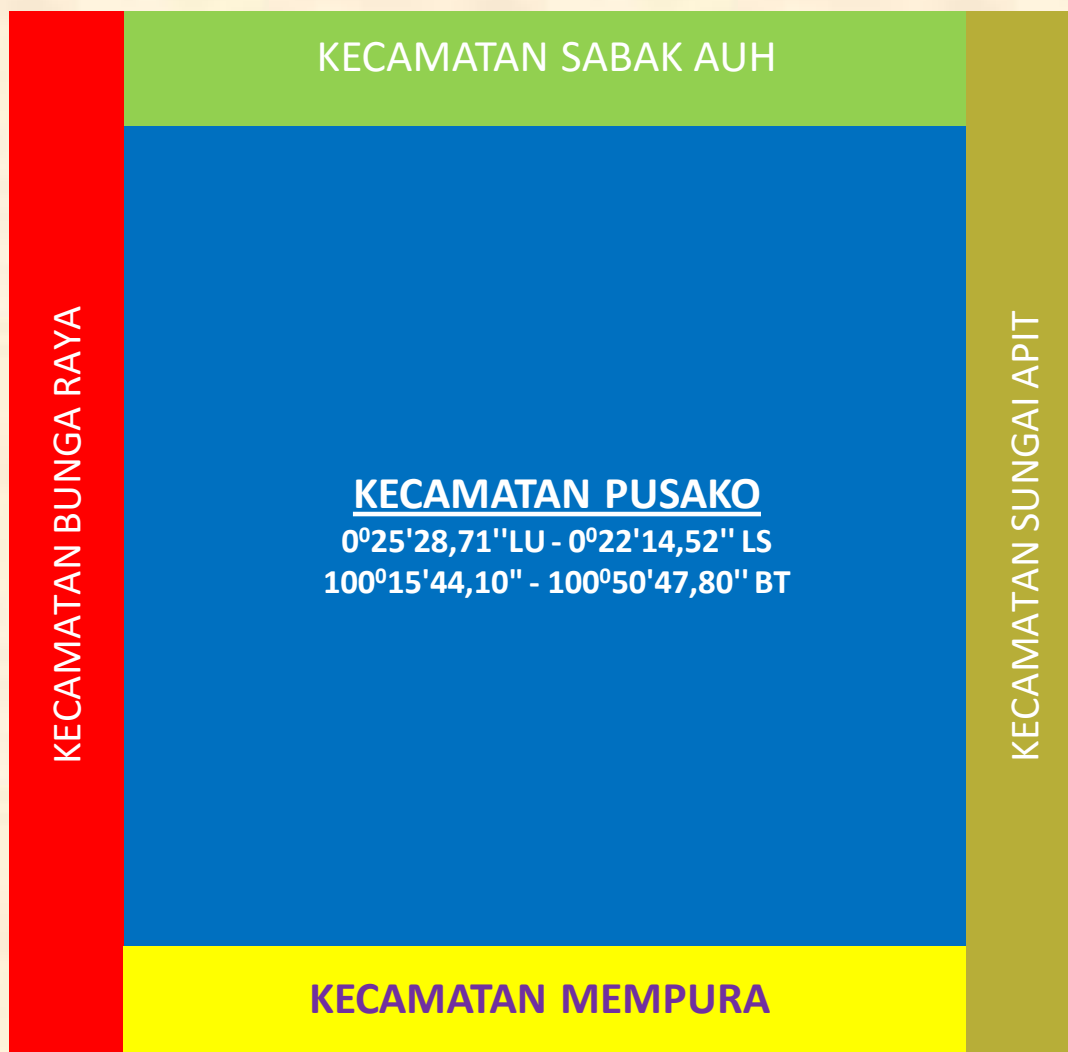 KECAMATAN SABAK AUH
KECAMATAN BUNGA RAYA
KECAMATAN PUSAKO
0⁰25'28,71''LU - 0⁰22'14,52'' LS
100⁰15'44,10" - 100⁰50'47,80'' BT
KECAMATAN SUNGAI APIT
KECAMATAN MEMPURA